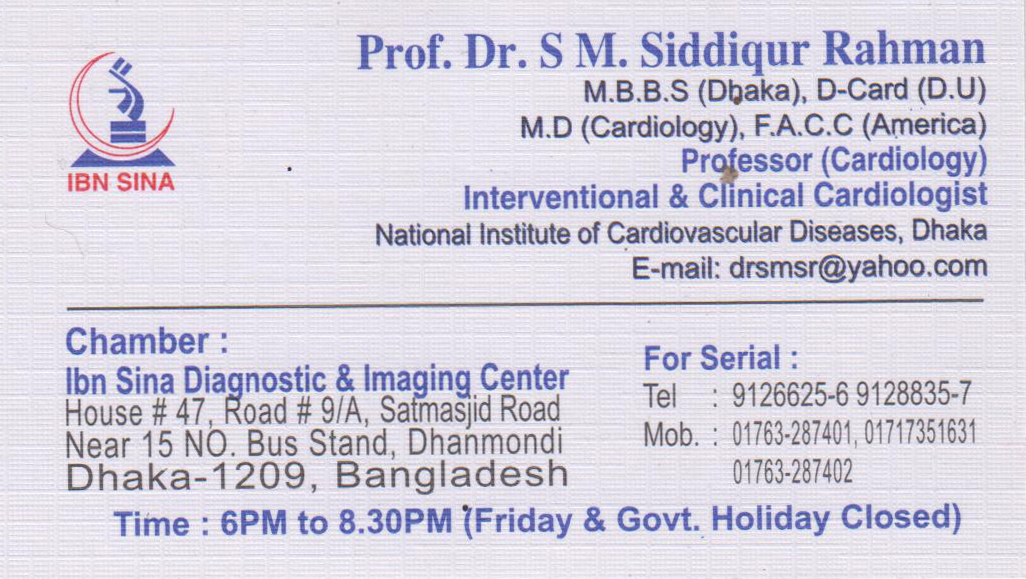 Prof. Dr. S M. Siddiqur Rahman
M.B.B.S (Dhaka), D-Card (D.U)
M.D (Cardiology), F.A.C.C (America)
Professor (Cardiology)
Interventional & Clinical Cardiologist
National Institute of Cardiovascular Diseases, Dhaka
E-mail: drsmsr@yahoo.com
IBN SINA
Chamber :
Ibn Sina Diagnostic & Imaging Center
House # 47, Road # 9/A, Satmasjid Road
Near 15 NO. Bus Stand, Dhanmondi
Dhaka-1209, Bangladesh
For Serial :
Tel : 9126625-6 9128835-7
Mob. : 01763-287401, 01717351631
01763-287402
Time : 6PM to 8.30PM (Friday & Govt. Holiday Closed)